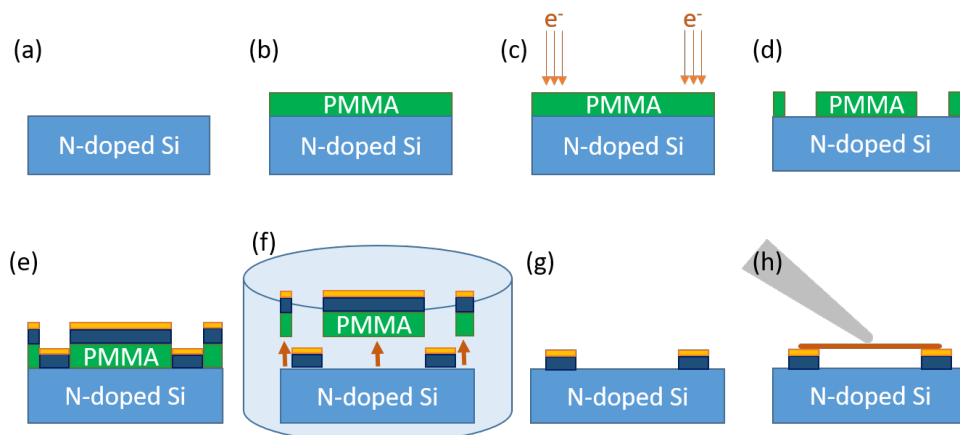 (a)
N-doped Si
(b)
PMMA
N-doped Si
(c)
e⁻ e⁻
PMMA
N-doped Si
(d)
PMMA
N-doped Si
(e)
PMMA
N-doped Si
(f)
PMMA
N-doped Si
(g)
N-doped Si
(h)
N-doped Si